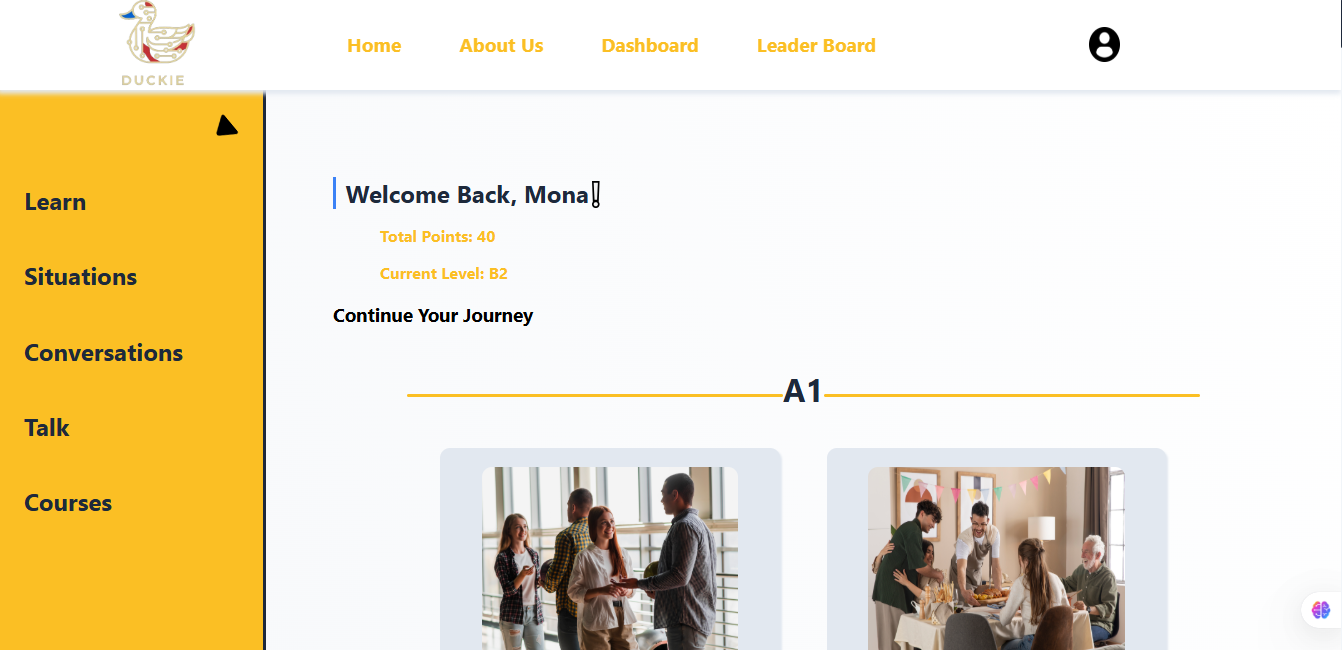 DUCKIE
Home
About Us
Dashboard
Leader Board
Learn
Situations
Conversations
Talk
Courses
Welcome Back, Mona❕
Total Points: 40
Current Level: B2
Continue Your Journey
A1